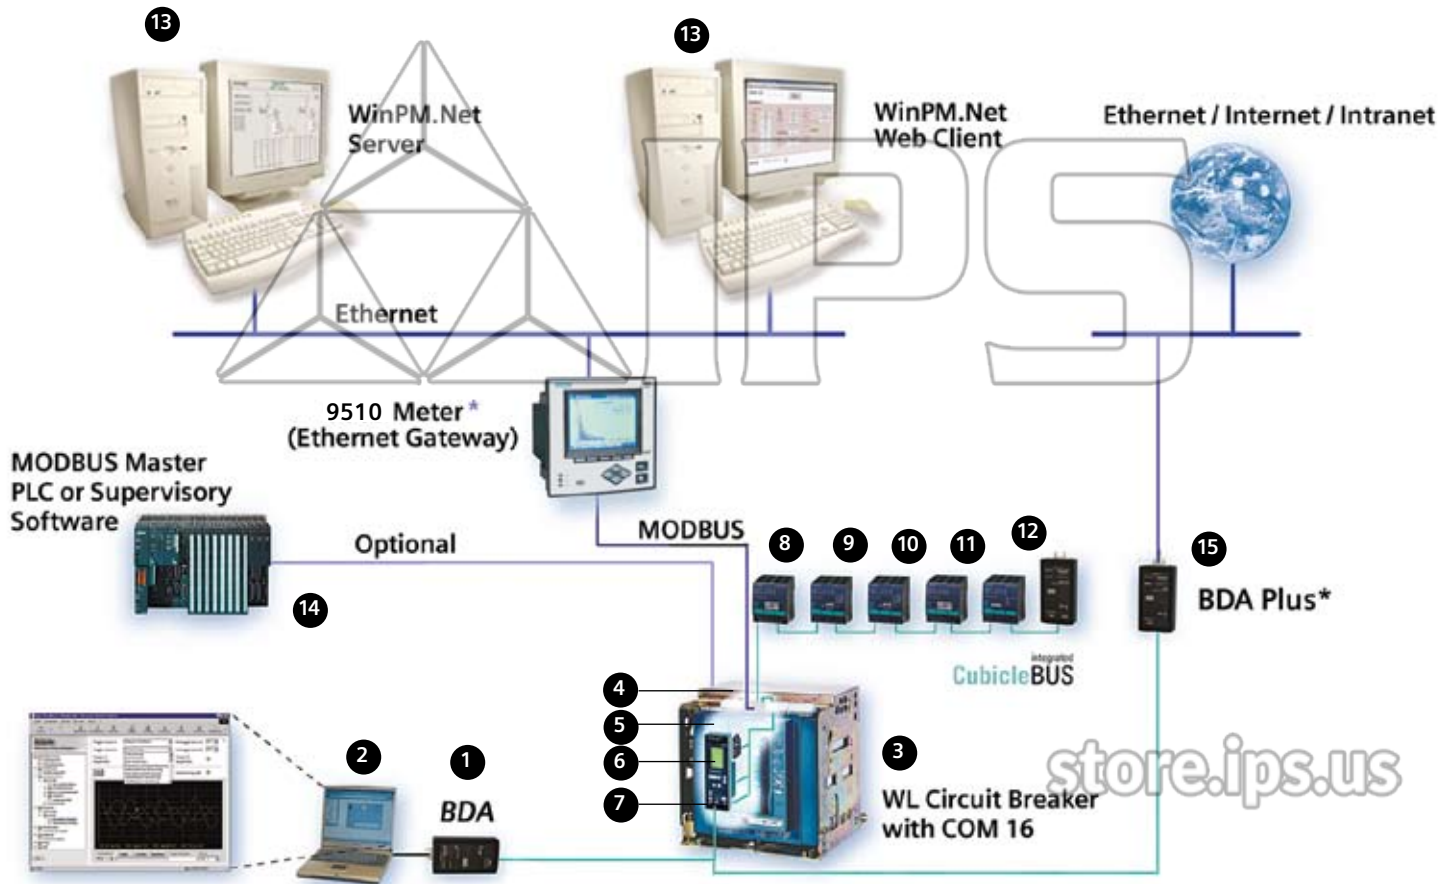 13
13
WinPM.Net
Server
WinPM.Net
Web Client
Ethernet / Internet / Intranet
IPS
Ethernet
9510 Meter*
(Ethernet Gateway)
MODBUS Master
PLC or Supervisory
Software
Optional
MODBUS
8
9
10
11
12
15
14
BDA Plus*
integrated
CubicleBUS
4
5
6
7
3
WL Circuit Breaker
with COM 16
store.ips.us
2
1
BDA